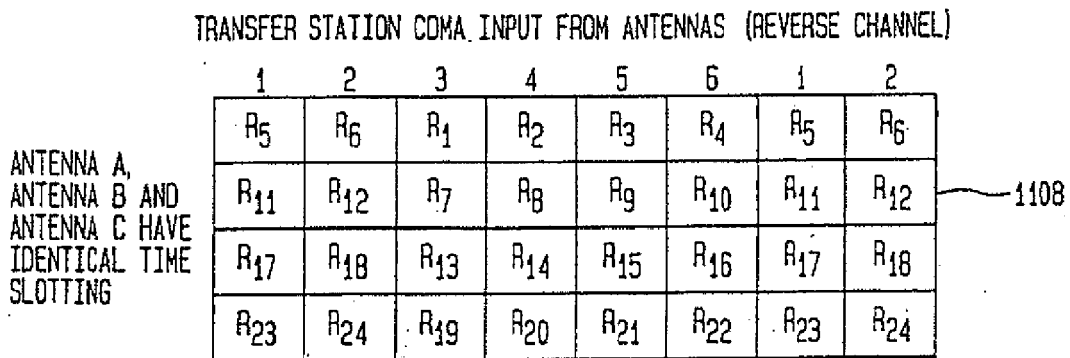 TRANSFER STATION CDMA INPUT FROM ANTENNAS (REVERSE CHANNEL)
1 2 3 4 5 6 1 2
R5 R6 R1 R2 R3 R4 R5 R6
ANTENNA A,
ANTENNA B AND
ANTENNA C HAVE
IDENTICAL TIME
SLOTTING
R11 R12 R7 R8 R9 R10 R11 R12
1108
R17 R18 R13 R14 R15 R16 R17 R18
R23 R24 R19 R20 R21 R22 R23 R24